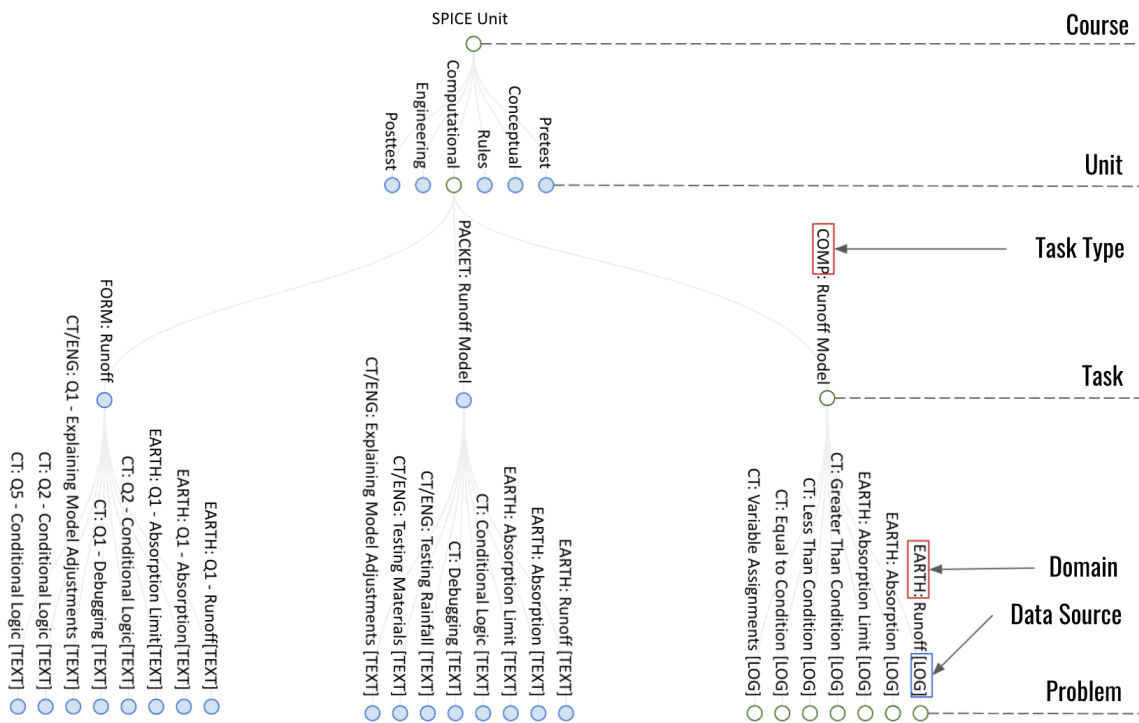 SPICE Unit
Course
Posttest
Engineering
Computational
Rules
Conceptual
Pretest
Unit
FORM: Runoff
PACKET: Runoff Model
COMP: Runoff Model
Task Type
Task
CT: Q5 - Conditional Logic [TEXT]
CT: Q2 - Conditional Logic [TEXT]
CT/ENG: Q1 - Explaining Model Adjustments [TEXT]
CT: Q1 - Debugging [TEXT]
CT: Q2 - Conditional Logic[TEXT]
EARTH: Q1 - Absorption Limit[TEXT]
EARTH: Q1 - Absorption[TEXT]
EARTH: Q1 - Runoff[TEXT]
CT/ENG: Explaining Model Adjustments [TEXT]
CT/ENG: Testing Materials [TEXT]
CT/ENG: Testing Rainfall [TEXT]
CT: Debugging [TEXT]
CT: Conditional Logic [TEXT]
EARTH: Absorption Limit [TEXT]
EARTH: Absorption [TEXT]
EARTH: Runoff [TEXT]
CT: Variable Assignments [LOG]
CT: Equal to Condition [LOG]
CT: Less Than Condition [LOG]
CT: Greater Than Condition [LOG]
EARTH: Absorption Limit [LOG]
EARTH: Absorption [LOG]
EARTH: Runoff [LOG]
Domain
Data Source
Problem